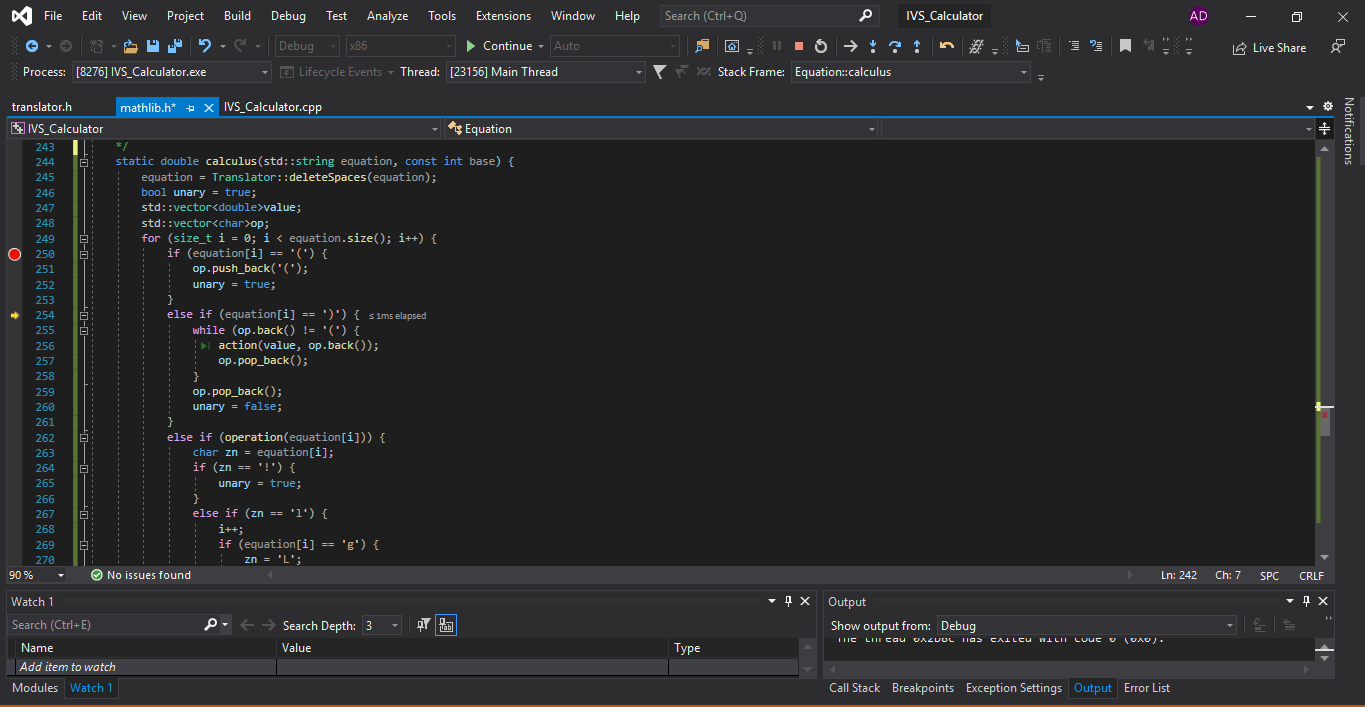 File Edit View Project Build Debug Test Analyze Tools Extensions Window Help Search (Ctrl+Q) IVS_Calculator AD
Debug x86 Continue Auto Live Share
Process: [8276] IVS_Calculator.exe Lifecycle Events Thread: [23156] Main Thread Stack Frame: Equation::calculus
translator.h mathlib.h* IVS_Calculator.cpp
IVS_Calculator Equation
Notifications
243 */
244 static double calculus(std::string equation, const int base) {
245 equation = Translator::deleteSpaces(equation);
246 bool unary = true;
247 std::vector<double>value;
248 std::vector<char>op;
249 for (size_t i = 0; i < equation.size(); i++) {
250 if (equation[i] == '(') {
251 op.push_back('(');
252 unary = true;
253 }
254 else if (equation[i] == ')') { ≤ 1ms elapsed
255 while (op.back() != '(') {
256 action(value, op.back());
257 op.pop_back();
258 }
259 op.pop_back();
260 unary = false;
261 }
262 else if (operation(equation[i])) {
263 char zn = equation[i];
264 if (zn == '!') {
265 unary = true;
266 }
267 else if (zn == 'l') {
268 i++;
269 if (equation[i] == 'g') {
270 zn = 'L';
90 % No issues found Ln: 242 Ch: 7 SPC CRLF
Watch 1
Search (Ctrl+E) Search Depth: 3
Name Value Type
Add item to watch
Modules Watch 1
Output
Show output from: Debug
The thread 0x2b8c has exited with code 0 (0x0).
Call Stack Breakpoints Exception Settings Output Error List